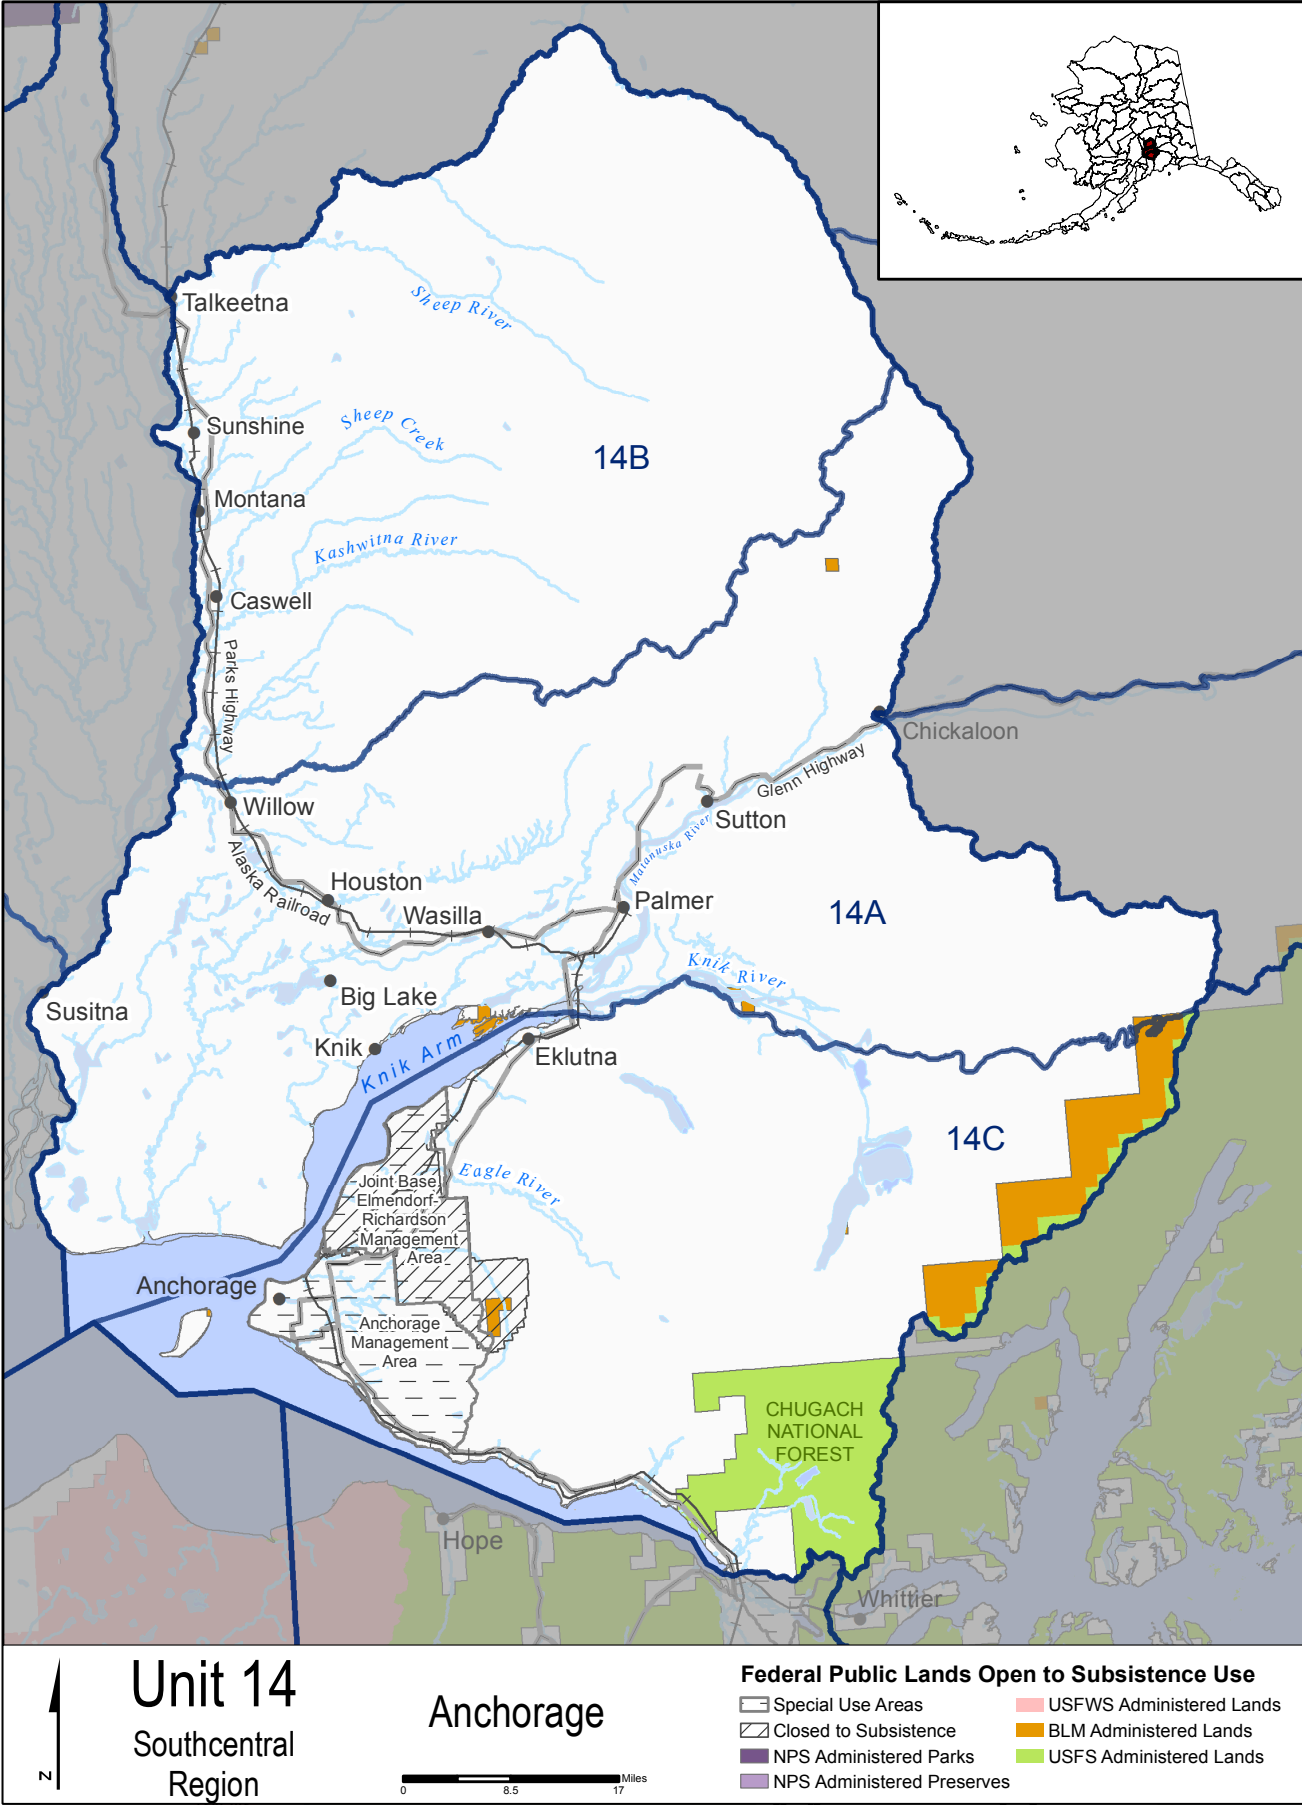 Talkeetna
Sheep River
Sunshine
Sheep Creek
14B
Montana
Kashwitna River
Caswell
Parks Highway
Chickaloon
Glenn Highway
Willow
Sutton
Matanuska River
Alaska Railroad
Houston
Wasilla
Palmer
14A
Knik River
Big Lake
Susitna
Knik
Knik Arm
Eklutna
14C
Eagle River
Joint Base
Elmendorf-
Richardson
Management
Area
Anchorage
Anchorage
Management
Area
CHUGACH
NATIONAL
FOREST
Hope
Whittier
N
Unit 14
Southcentral
Region
Anchorage
0 8.5 17 Miles
Federal Public Lands Open to Subsistence Use
Special Use Areas
Closed to Subsistence
NPS Administered Parks
NPS Administered Preserves
USFWS Administered Lands
BLM Administered Lands
USFS Administered Lands